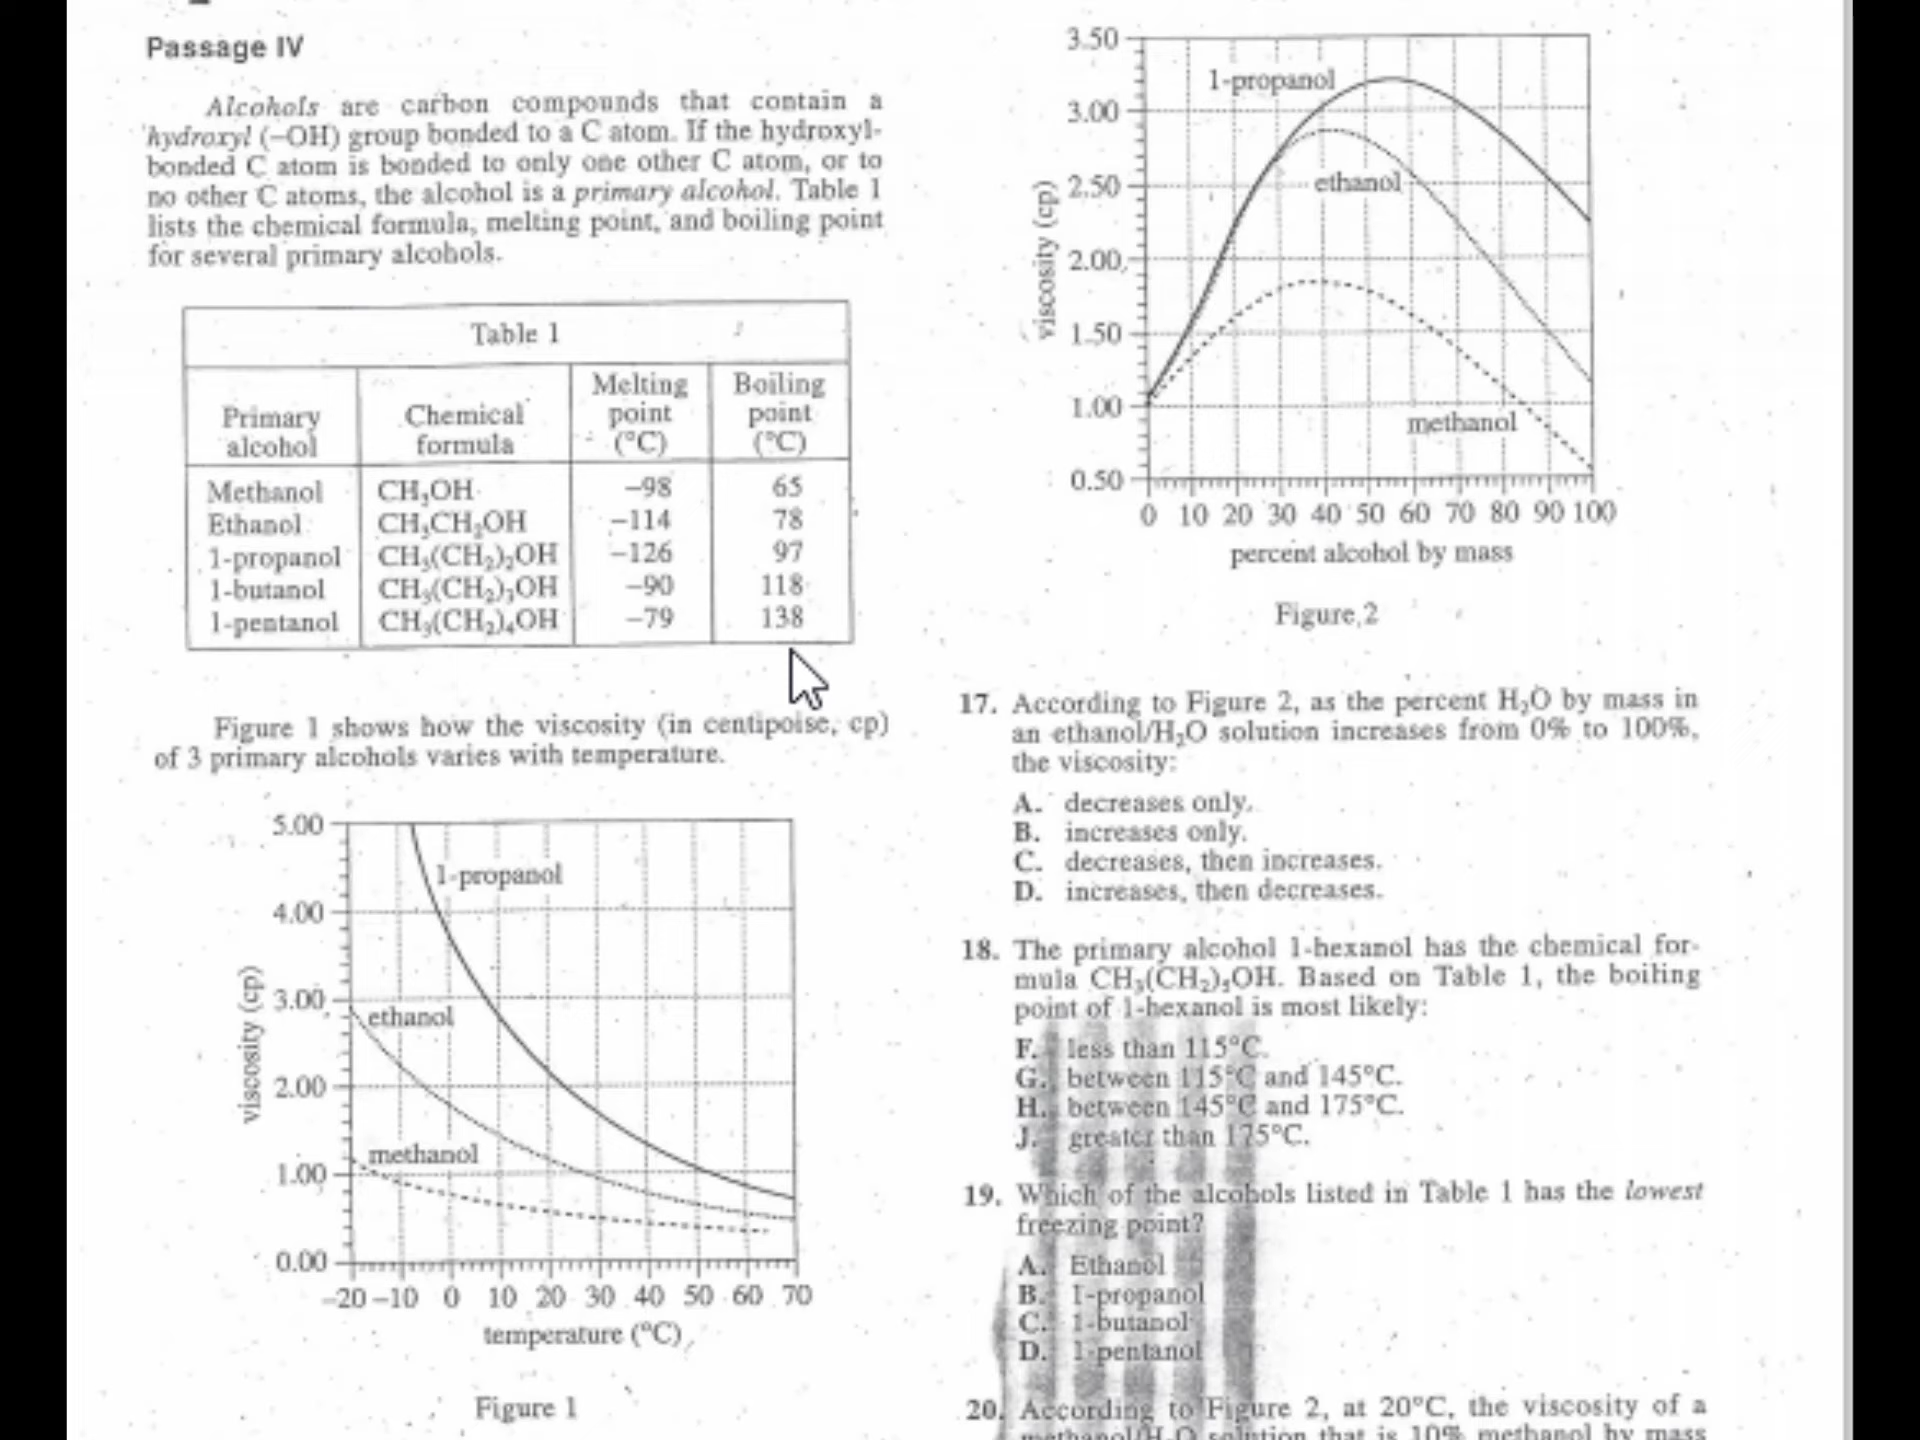 Passage IV
Alcohols are carbon compounds that contain a
hydroxyl (–OH) group bonded to a C atom. If the hydroxyl-
bonded C atom is bonded to only one other C atom, or to
no other C atoms, the alcohol is a primary alcohol. Table 1
lists the chemical formula, melting point, and boiling point
for several primary alcohols.
Table 1
Primary alcohol | Chemical formula | Melting point (°C) | Boiling point (°C)
Methanol CH₃OH –98 65
Ethanol CH₃CH₂OH –114 78
1-propanol CH₃(CH₂)₂OH –126 97
1-butanol CH₃(CH₂)₃OH –90 118
1-pentanol CH₃(CH₂)₄OH –79 138
Figure 1 shows how the viscosity (in centipoise, cp)
of 3 primary alcohols varies with temperature.
5.00
4.00
3.00
2.00
1.00
0.00
viscosity (cp)
1-propanol
ethanol
methanol
–20 –10 0 10 20 30 40 50 60 70
temperature (°C)
Figure 1
3.50
3.00
2.50
2.00
1.50
1.00
0.50
viscosity (cp)
1-propanol
ethanol
methanol
0 10 20 30 40 50 60 70 80 90 100
percent alcohol by mass
Figure 2
17. According to Figure 2, as the percent H₂O by mass in
an ethanol/H₂O solution increases from 0% to 100%,
the viscosity:
A. decreases only.
B. increases only.
C. decreases, then increases.
D. increases, then decreases.
18. The primary alcohol 1-hexanol has the chemical for-
mula CH₃(CH₂)₅OH. Based on Table 1, the boiling
point of 1-hexanol is most likely:
F. less than 115°C.
G. between 115°C and 145°C.
H. between 145°C and 175°C.
J. greater than 175°C.
19. Which of the alcohols listed in Table 1 has the lowest
freezing point?
A. Ethanol
B. 1-propanol
C. 1-butanol
D. 1-pentanol
20. According to Figure 2, at 20°C, the viscosity of a
methanol/H₂O solution that is 10% methanol by mass